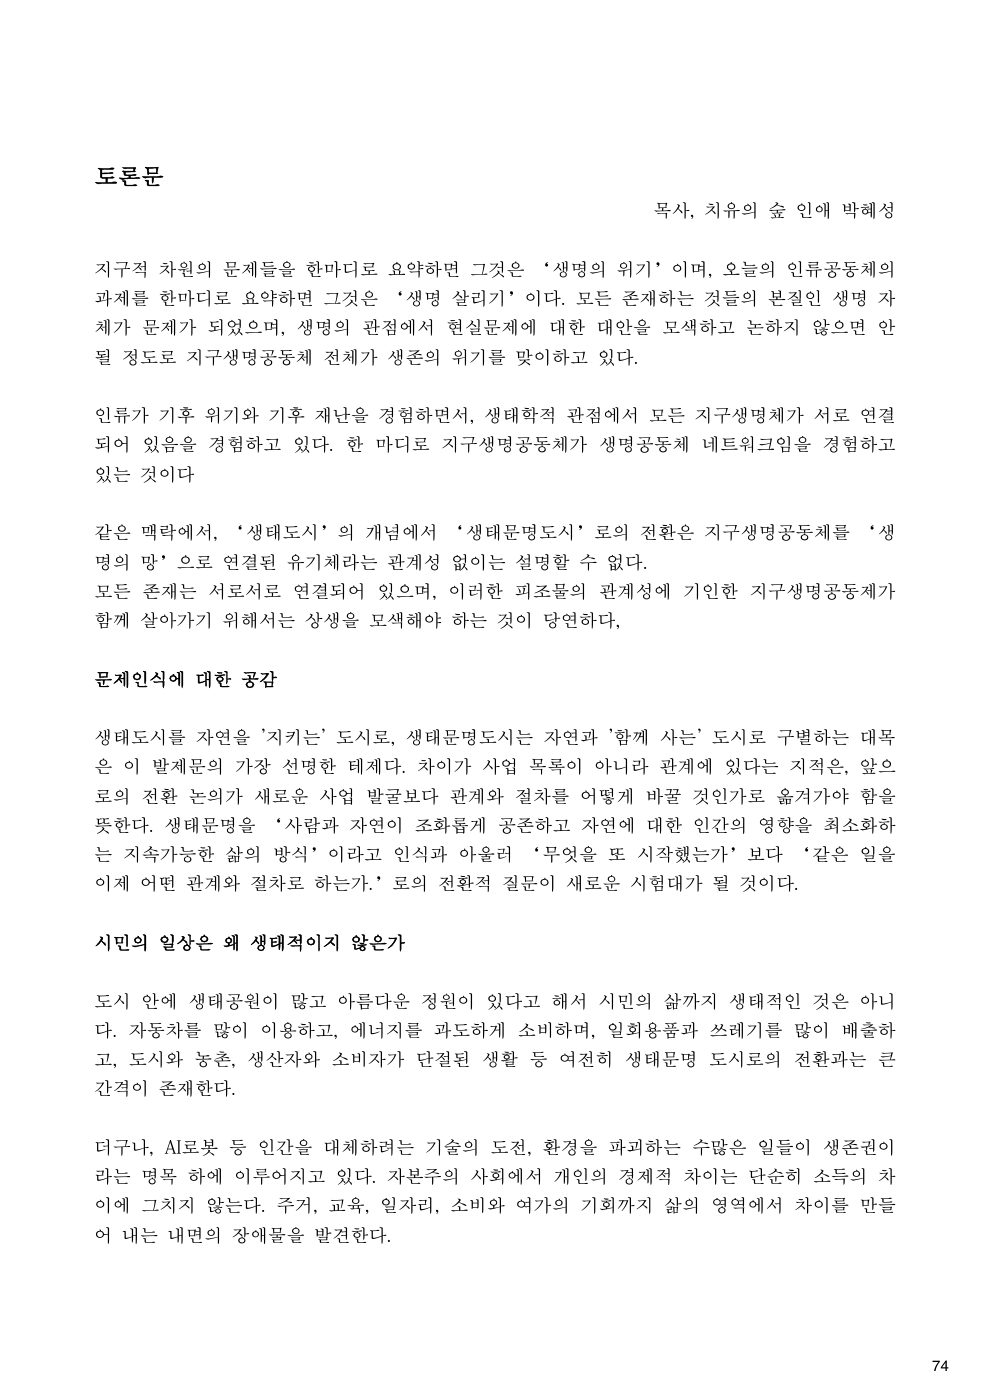 토론문
목사, 치유의 숲 인애 박혜성
지구적 차원의 문제들을 한마디로 요약하면 그것은 ‘생명의 위기’이며, 오늘의 인류공동체의
과제를 한마디로 요약하면 그것은 ‘생명 살리기’이다. 모든 존재하는 것들의 본질인 생명 자
체가 문제가 되었으며, 생명의 관점에서 현실문제에 대한 대안을 모색하고 논하지 않으면 안
될 정도로 지구생명공동체 전체가 생존의 위기를 맞이하고 있다.
인류가 기후 위기와 기후 재난을 경험하면서, 생태학적 관점에서 모든 지구생명체가 서로 연결
되어 있음을 경험하고 있다. 한 마디로 지구생명공동체가 생명공동체 네트워크임을 경험하고
있는 것이다
같은 맥락에서, ‘생태도시’의 개념에서 ‘생태문명도시’로의 전환은 지구생명공동체를 ‘생
명의 망’으로 연결된 유기체라는 관계성 없이는 설명할 수 없다.
모든 존재는 서로서로 연결되어 있으며, 이러한 피조물의 관계성에 기인한 지구생명공동제가
함께 살아가기 위해서는 상생을 모색해야 하는 것이 당연하다,
문제인식에 대한 공감
생태도시를 자연을 ’지키는’ 도시로, 생태문명도시는 자연과 ’함께 사는’ 도시로 구별하는 대목
은 이 발제문의 가장 선명한 테제다. 차이가 사업 목록이 아니라 관계에 있다는 지적은, 앞으
로의 전환 논의가 새로운 사업 발굴보다 관계와 절차를 어떻게 바꿀 것인가로 옮겨가야 함을
뜻한다. 생태문명을 ‘사람과 자연이 조화롭게 공존하고 자연에 대한 인간의 영향을 최소화하
는 지속가능한 삶의 방식’이라고 인식과 아울러 ‘무엇을 또 시작했는가’보다 ‘같은 일을
이제 어떤 관계와 절차로 하는가.’로의 전환적 질문이 새로운 시험대가 될 것이다.
시민의 일상은 왜 생태적이지 않은가
도시 안에 생태공원이 많고 아름다운 정원이 있다고 해서 시민의 삶까지 생태적인 것은 아니
다. 자동차를 많이 이용하고, 에너지를 과도하게 소비하며, 일회용품과 쓰레기를 많이 배출하
고, 도시와 농촌, 생산자와 소비자가 단절된 생활 등 여전히 생태문명 도시로의 전환과는 큰
간격이 존재한다.
더구나, AI로봇 등 인간을 대체하려는 기술의 도전, 환경을 파괴하는 수많은 일들이 생존권이
라는 명목 하에 이루어지고 있다. 자본주의 사회에서 개인의 경제적 차이는 단순히 소득의 차
이에 그치지 않는다. 주거, 교육, 일자리, 소비와 여가의 기회까지 삶의 영역에서 차이를 만들
어 내는 내면의 장애물을 발견한다.
74